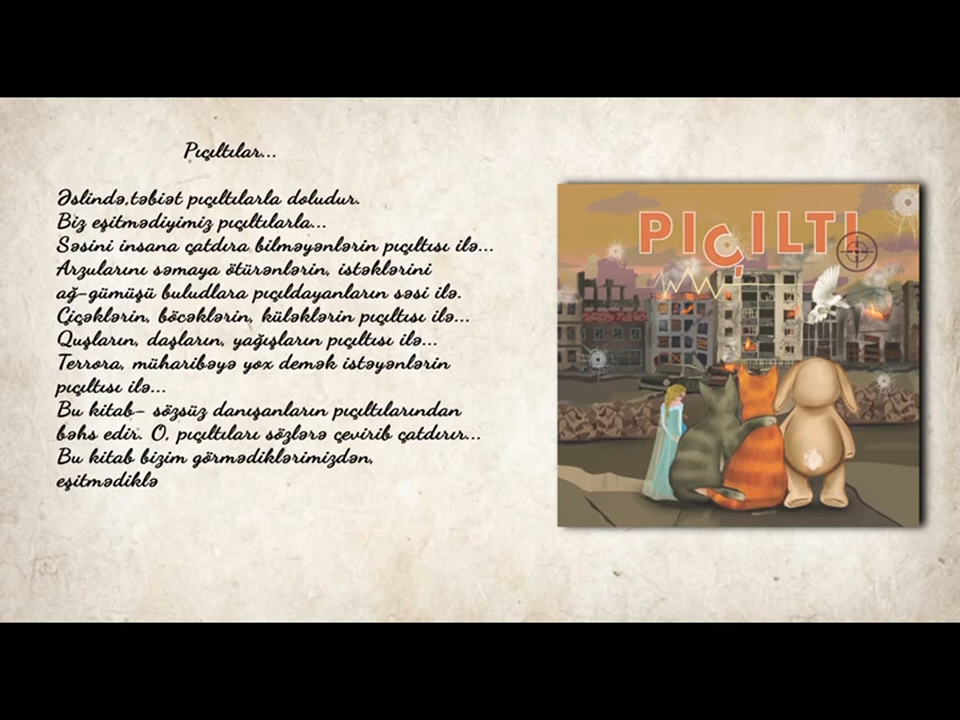 Pıçıltılar...
Əslində,təbiət pıçıltılarla doludur.
Biz eşitmədiyimiz pıçıltılarla...
Səsini insana çatdıra bilməyənlərin pıçıltısı ilə...
Arzularını səmaya ötürənlərin, istəklərini
ağ-gümüşü buludlara pıçıldayanların səsi ilə.
Çiçəklərin, böcəklərin, küləklərin pıçıltısı ilə...
Quşların, daşların, yağışların pıçıltısı ilə...
Terrora, müharibəyə yox demək istəyənlərin
pıçıltısı ilə...
Bu kitab- sözsüz danışanların pıçıltılarından
bəhs edir. O, pıçıltıları sözlərə çevirib çatdırır...
Bu kitab bizim görmədiklərimizdən,
eşitmədiklə
PIÇILTI